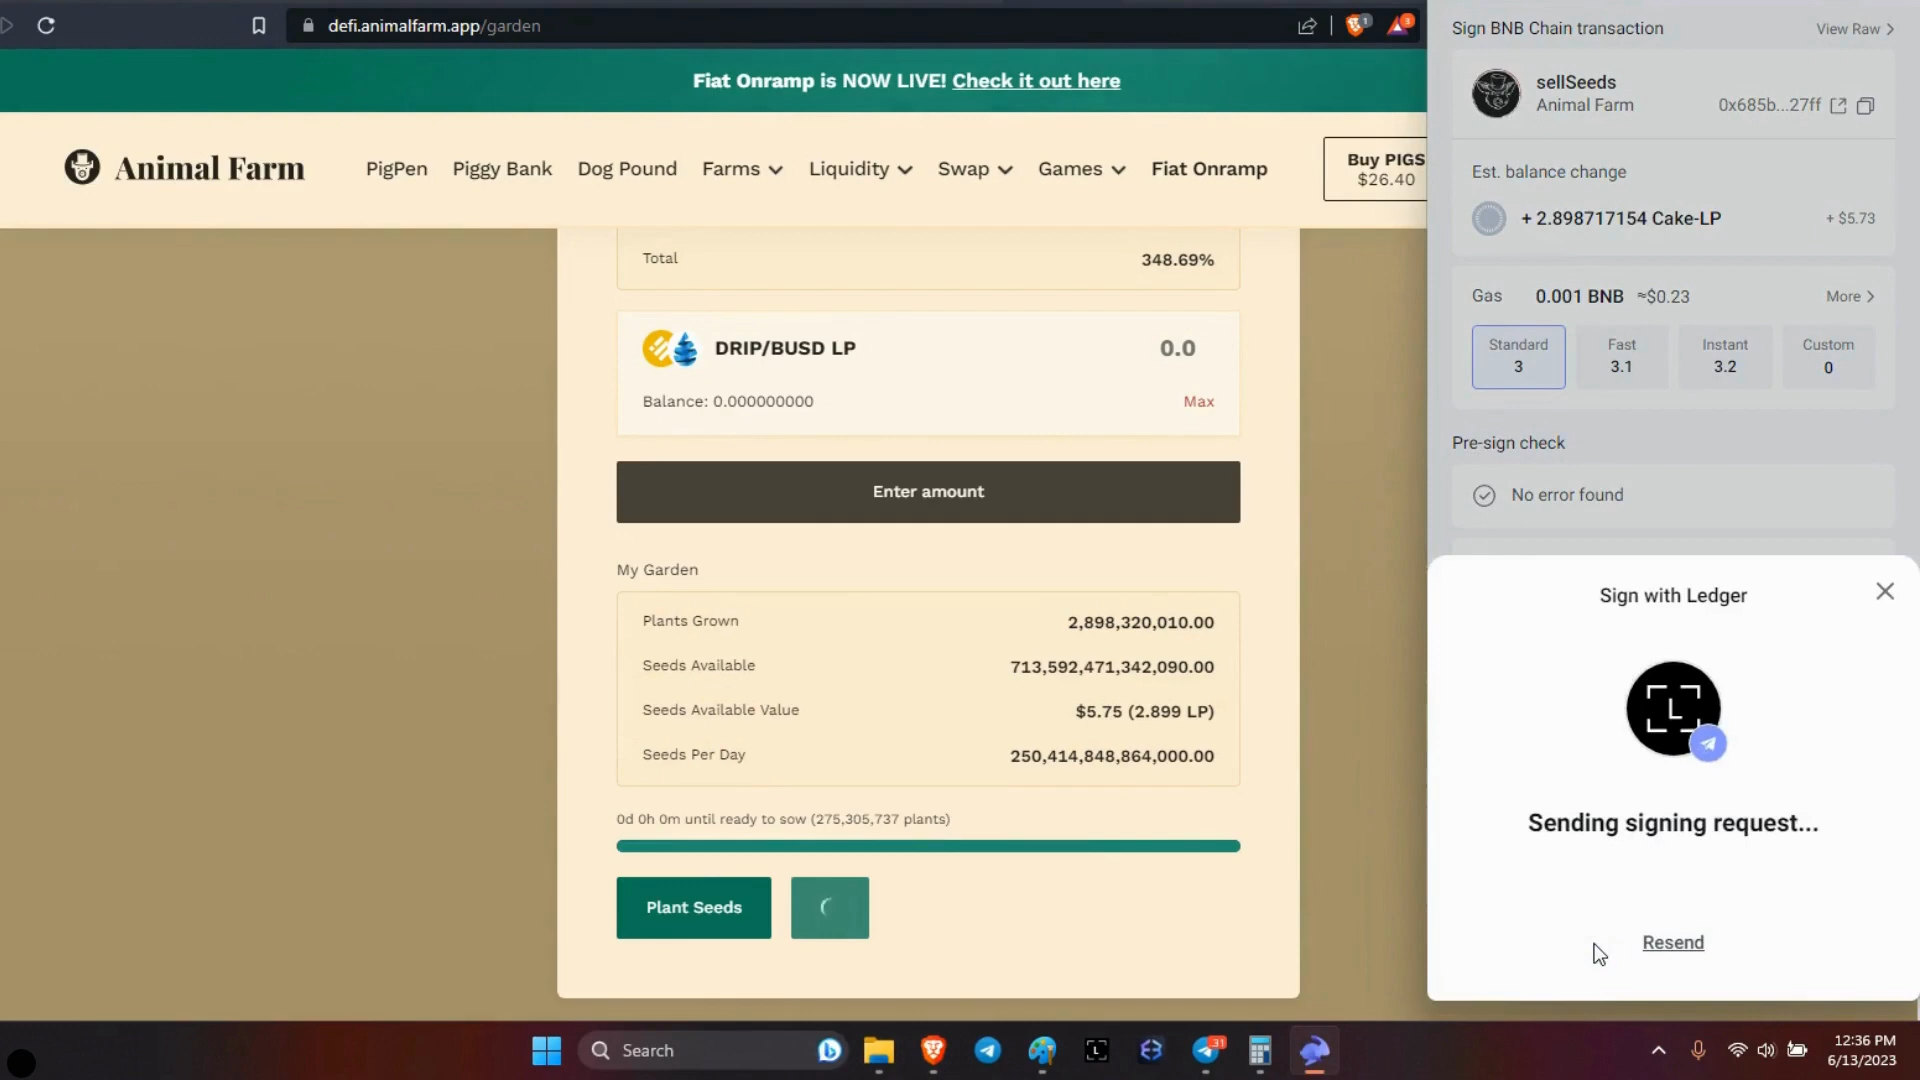 defi.animalfarm.app/garden
1
3
Fiat Onramp is NOW LIVE! Check it out here
Animal Farm
PigPen
Piggy Bank
Dog Pound
Farms
Liquidity
Swap
Games
Fiat Onramp
Buy PIGS
$26.40
Total 348.69%
DRIP/BUSD LP 0.0
Balance: 0.000000000 Max
Enter amount
My Garden
Plants Grown 2,898,320,010.00
Seeds Available 713,592,471,342,090.00
Seeds Available Value $5.75 (2.899 LP)
Seeds Per Day 250,414,848,864,000.00
0d 0h 0m until ready to sow (275,305,737 plants)
Plant Seeds
Sign BNB Chain transaction View Raw
sellSeeds
Animal Farm 0x685b...27ff
Est. balance change
+ 2.898717154 Cake-LP + $5.73
Gas 0.001 BNB ≈$0.23 More
Standard Fast Instant Custom
3 3.1 3.2 0
Pre-sign check
No error found
Sign with Ledger
L
Sending signing request...
Resend
Search
L
31
12:36 PM
6/13/2023